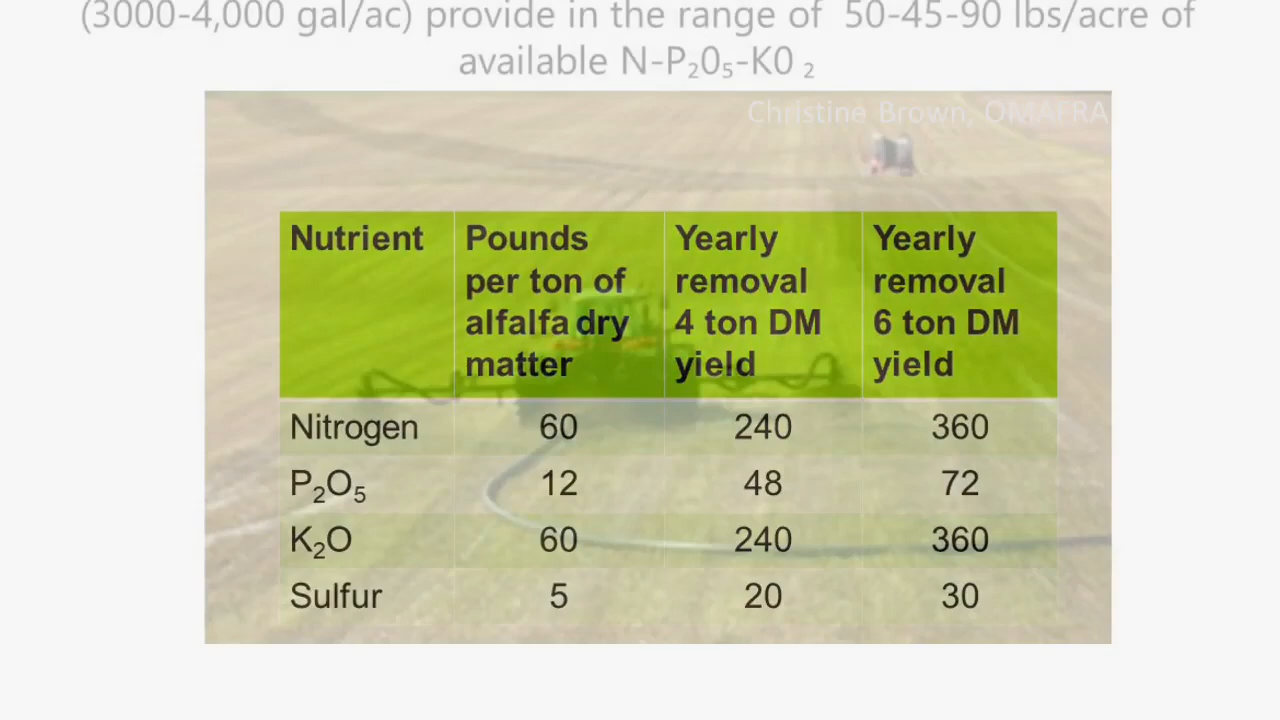 (3000-4,000 gal/ac) provide in the range of  50-45-90 lbs/acre of
available N-P₂0₅-K0 ₂
Christine Brown, OMAFRA
Nutrient
Pounds
per ton of
alfalfa dry
matter
Yearly
removal
4 ton DM
yield
Yearly
removal
6 ton DM
yield
Nitrogen 60 240 360
P₂O₅ 12 48 72
K₂O 60 240 360
Sulfur 5 20 30